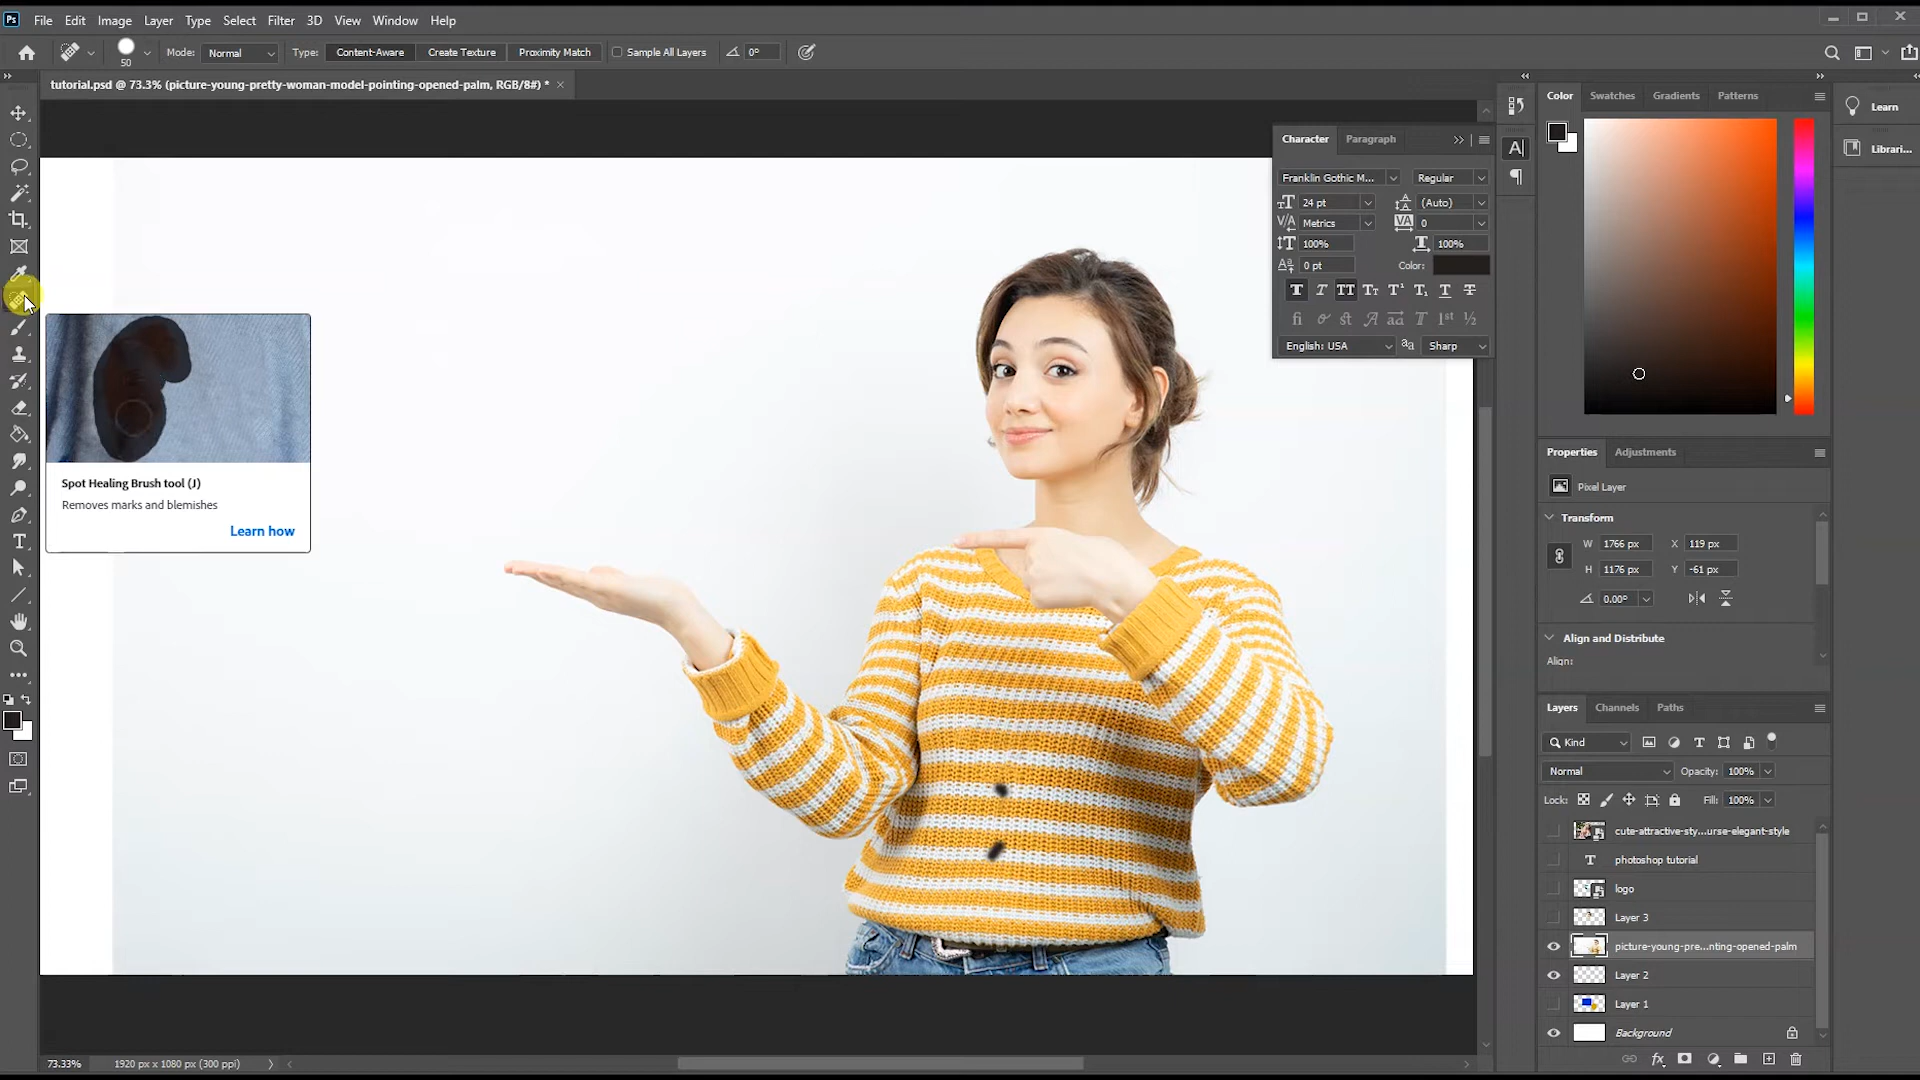 Ps File Edit Image Layer Type Select Filter 3D View Window Help
50 Mode: Normal Type: Content-Aware Create Texture Proximity Match Sample All Layers 0°
tutorial.psd @ 73.3% (picture-young-pretty-woman-model-pointing-opened-palm, RGB/8#) *
Spot Healing Brush tool (J)
Removes marks and blemishes
Learn how
Character Paragraph
Franklin Gothic M... Regular
24 pt (Auto)
Metrics 0
100% 100%
0 pt Color:
English: USA Sharp
Color Swatches Gradients Patterns
Learn
Librari...
Properties Adjustments
Pixel Layer
Transform
W 1766 px X 119 px
H 1176 px Y -61 px
0.00°
Align and Distribute
Align:
Layers Channels Paths
Kind
Normal Opacity: 100%
Lock: Fill: 100%
cute-attractive-sty...urse-elegant-style
T photoshop tutorial
logo
Layer 3
picture-young-pre...nting-opened-palm
Layer 2
Layer 1
Background
fx
73.33% 1920 px x 1080 px (300 ppi)